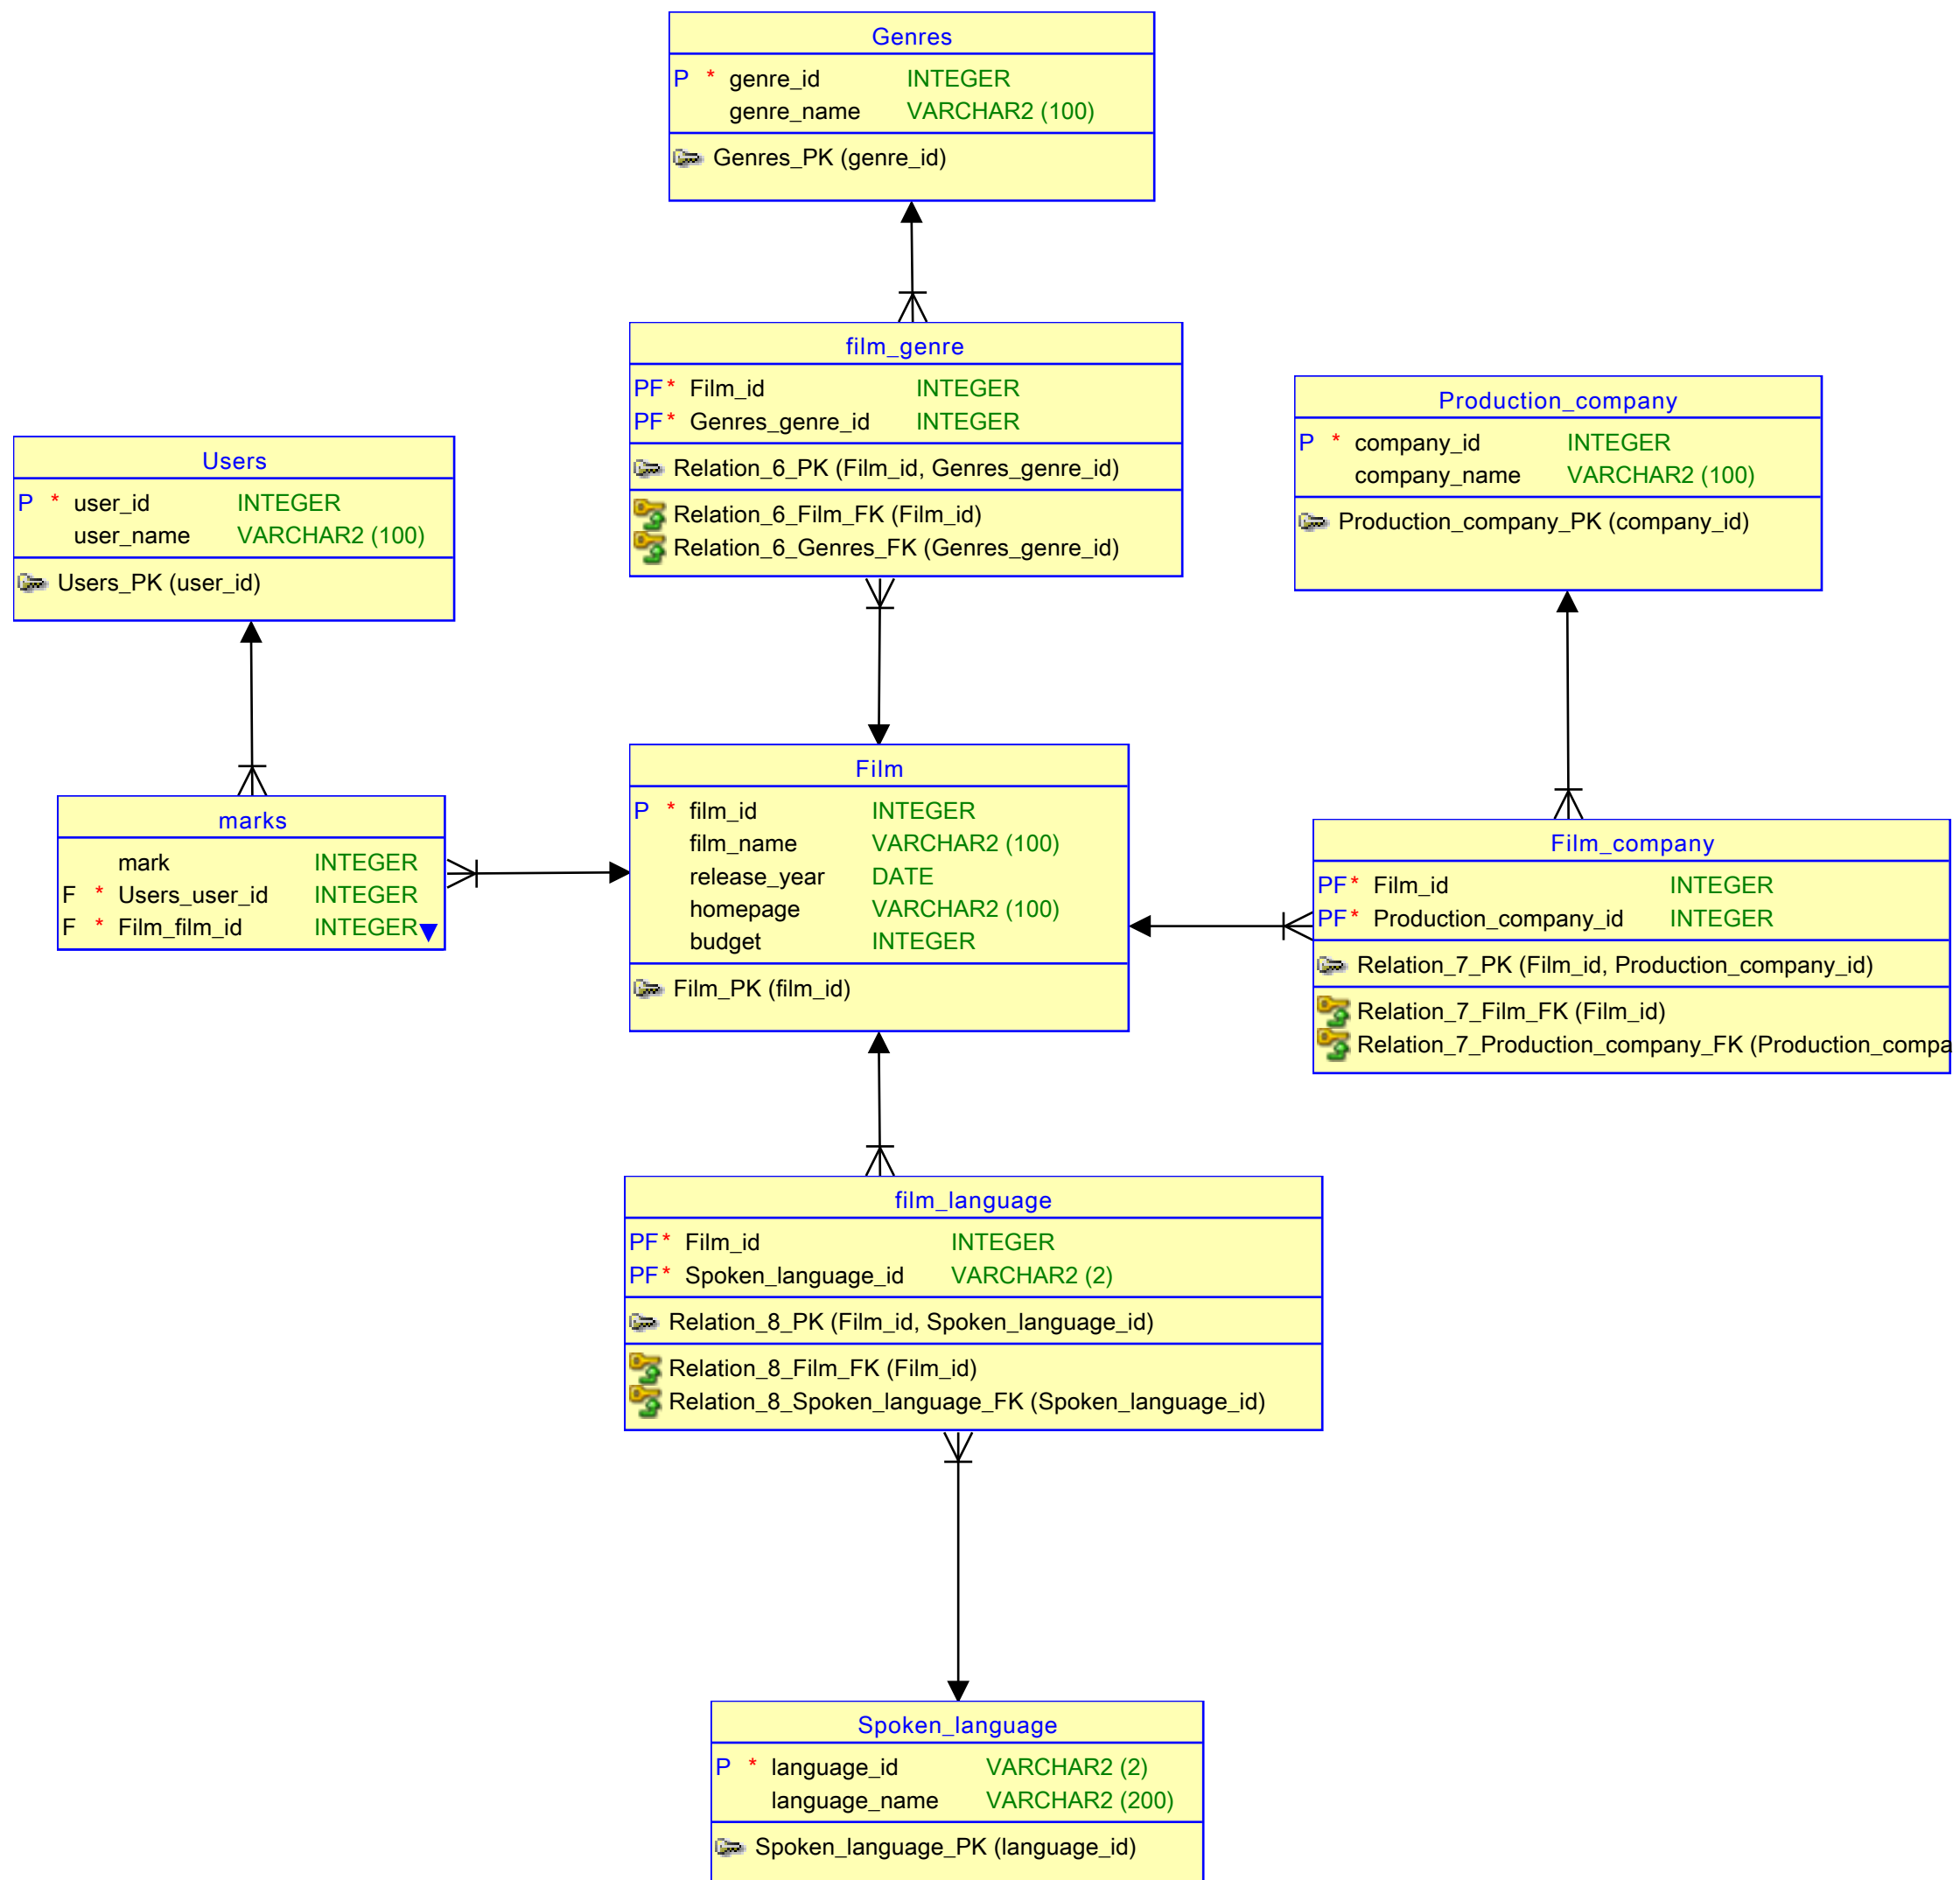 Genres
P * genre_id INTEGER
genre_name VARCHAR2 (100)
Genres_PK (genre_id)
film_genre
PF* Film_id INTEGER
PF* Genres_genre_id INTEGER
Relation_6_PK (Film_id, Genres_genre_id)
Relation_6_Film_FK (Film_id)
Relation_6_Genres_FK (Genres_genre_id)
Production_company
P * company_id INTEGER
company_name VARCHAR2 (100)
Production_company_PK (company_id)
Users
P * user_id INTEGER
user_name VARCHAR2 (100)
Users_PK (user_id)
marks
mark INTEGER
F * Users_user_id INTEGER
F * Film_film_id INTEGER
Film
P * film_id INTEGER
film_name VARCHAR2 (100)
release_year DATE
homepage VARCHAR2 (100)
budget INTEGER
Film_PK (film_id)
Film_company
PF* Film_id INTEGER
PF* Production_company_id INTEGER
Relation_7_PK (Film_id, Production_company_id)
Relation_7_Film_FK (Film_id)
Relation_7_Production_company_FK (Production_compa
film_language
PF* Film_id INTEGER
PF* Spoken_language_id VARCHAR2 (2)
Relation_8_PK (Film_id, Spoken_language_id)
Relation_8_Film_FK (Film_id)
Relation_8_Spoken_language_FK (Spoken_language_id)
Spoken_language
P * language_id VARCHAR2 (2)
language_name VARCHAR2 (200)
Spoken_language_PK (language_id)